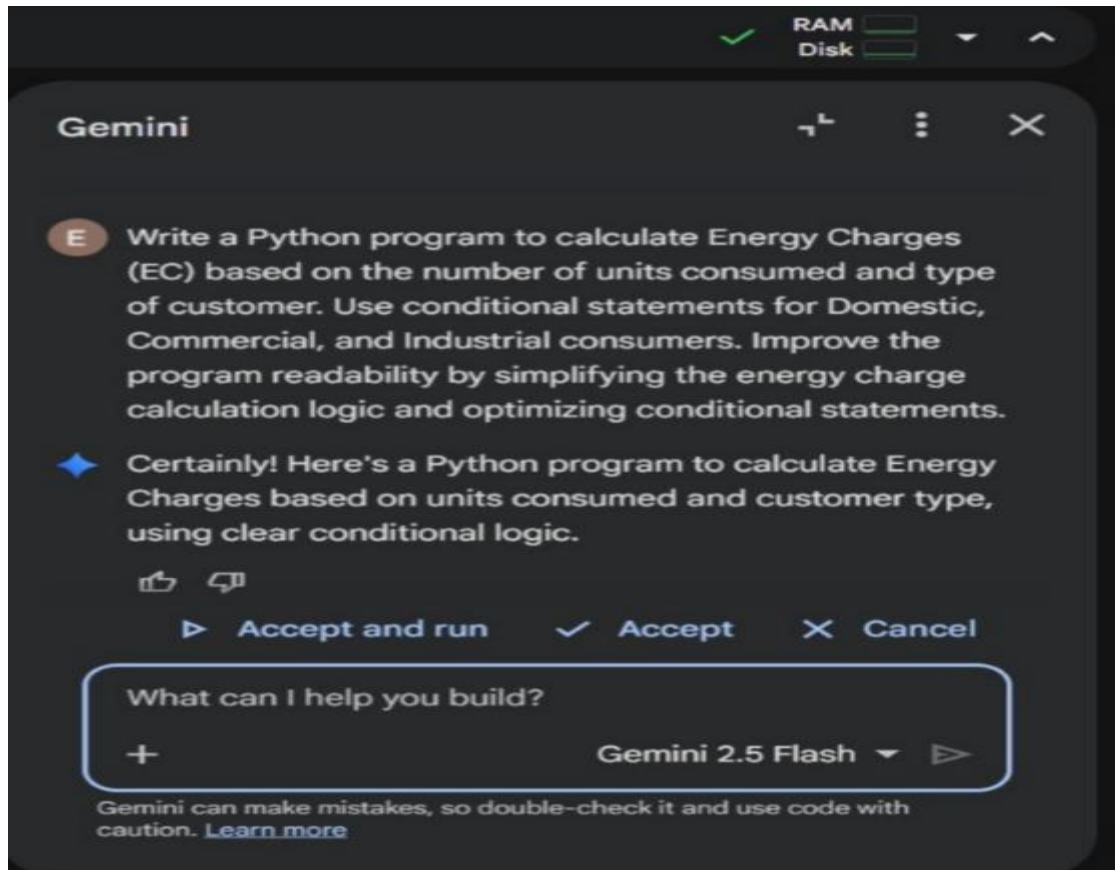 RAM
Disk
Gemini
E
Write a Python program to calculate Energy Charges
(EC) based on the number of units consumed and type
of customer. Use conditional statements for Domestic,
Commercial, and Industrial consumers. Improve the
program readability by simplifying the energy charge
calculation logic and optimizing conditional statements.
Certainly! Here's a Python program to calculate Energy
Charges based on units consumed and customer type,
using clear conditional logic.
Accept and run Accept Cancel
What can I help you build?
Gemini 2.5 Flash
Gemini can make mistakes, so double-check it and use code with
caution. Learn more